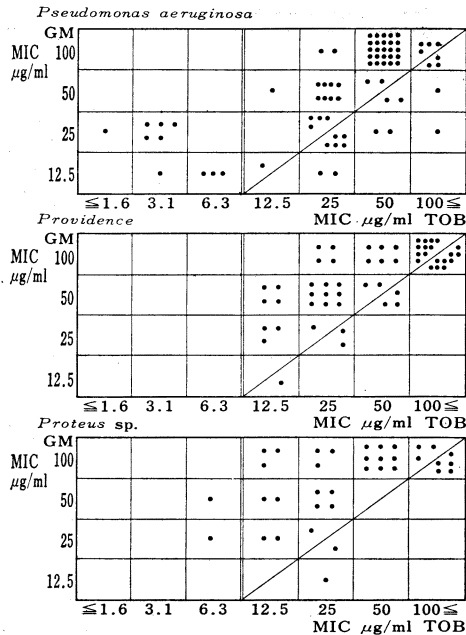 Pseudomonas aeruginosa
GM
MIC 100
μg/ml
50
25
12.5
≦1.6 3.1 6.3 12.5 25 50 100≦
MIC μg/ml TOB
Providence
GM
MIC 100
μg/ml
50
25
12.5
≦1.6 3.1 6.3 12.5 25 50 100≦
MIC μg/ml TOB
Proteus sp.
GM
MIC 100
μg/ml
50
25
12.5
≦1.6 3.1 6.3 12.5 25 50 100≦
MIC μg/ml TOB